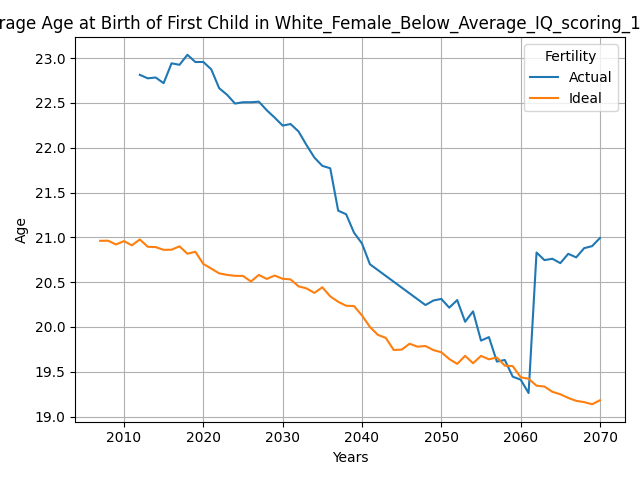 rage Age at Birth of First Child in White_Female_Below_Average_IQ_scoring_1
Fertility
Actual
Ideal
23.0
22.5
22.0
21.5
21.0
20.5
20.0
19.5
19.0
Age
2010 2020 2030 2040 2050 2060 2070
Years